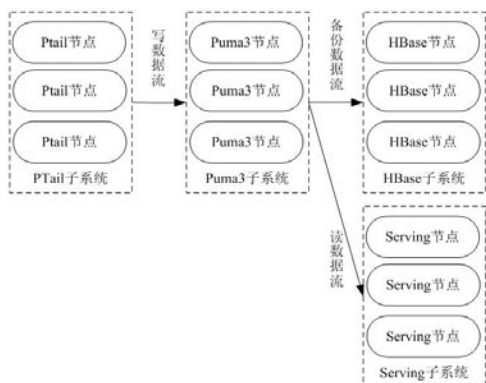 Ptail节点
Ptail节点
Ptail节点
PTail子系统
写数据流
Puma3节点
Puma3节点
Puma3节点
Puma3子系统
备份数据流
HBase节点
HBase节点
HBase节点
HBase子系统
读数据流
Serving节点
Serving节点
Serving节点
Serving子系统